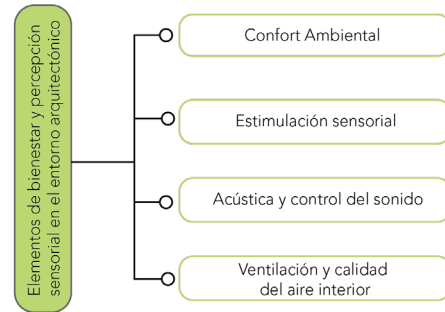 Elementos de bienestar y percepción
sensorial en el entorno arquitectónico
Confort Ambiental
Estimulación sensorial
Acústica y control del sonido
Ventilación y calidad
del aire interior